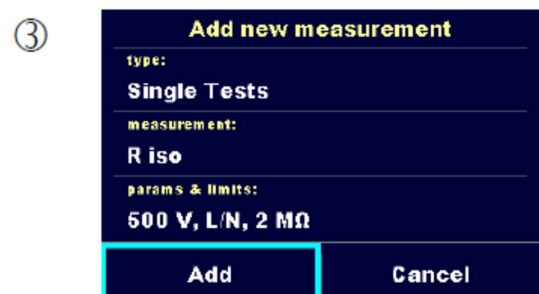 ③
Add new measurement
type:
Single Tests
measurement:
R iso
params & limits:
500 V, L/N, 2 MΩ
Add Cancel